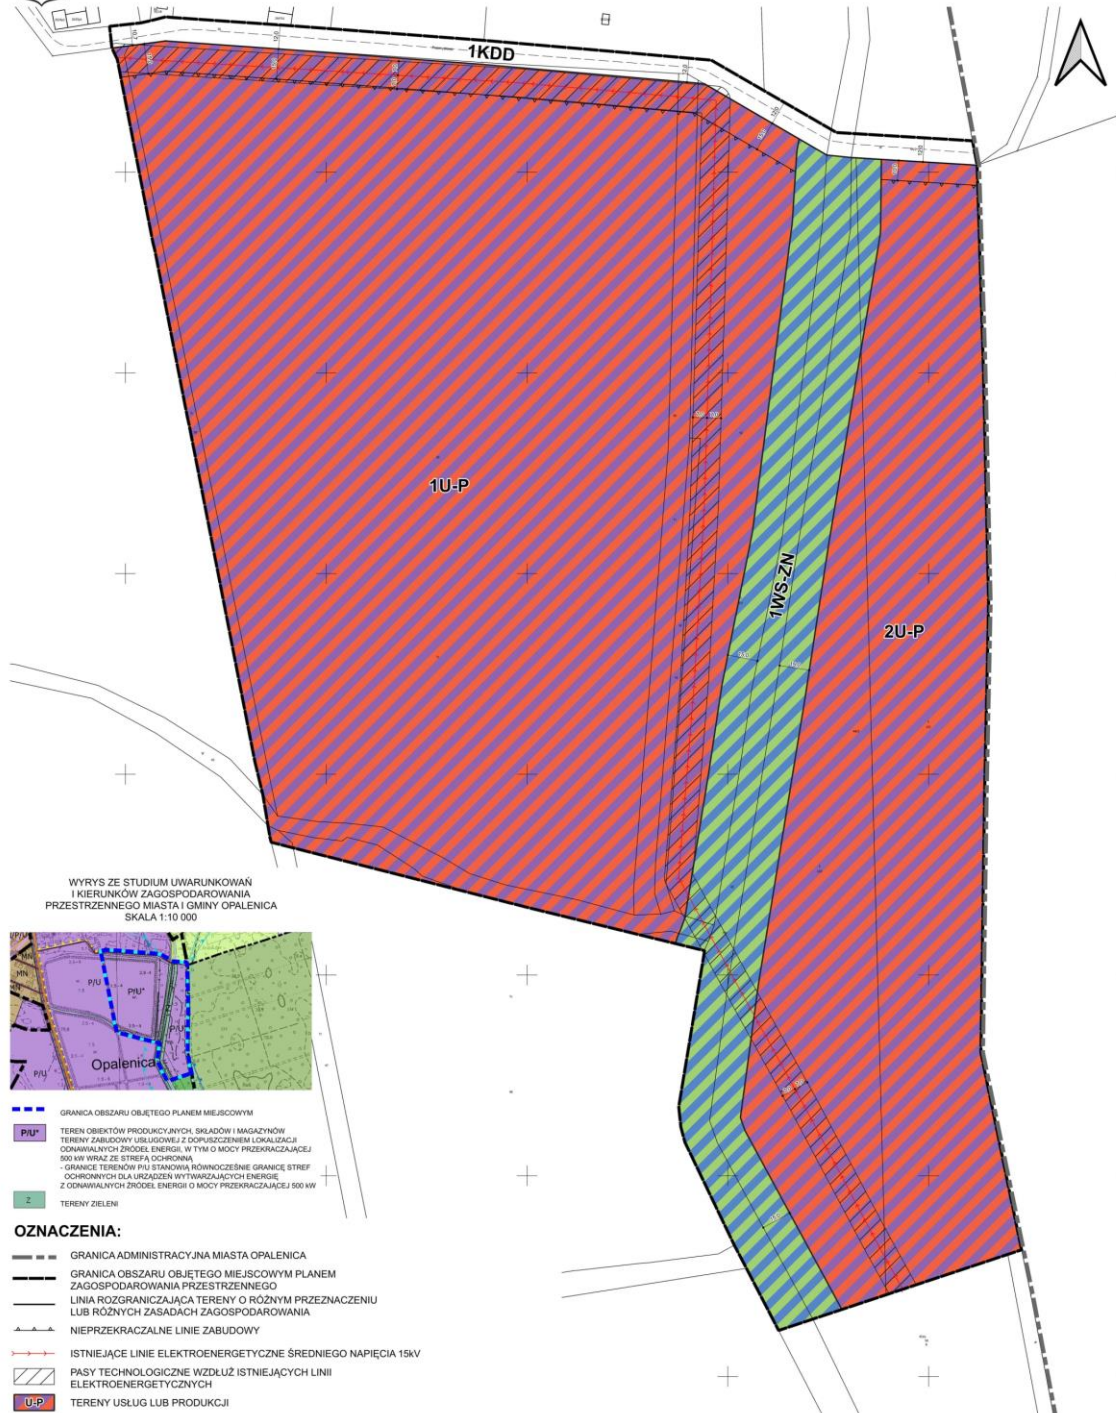 1KDD
1U-P
1WS-ZN
2U-P
WYRYS ZE STUDIUM UWARUNKOWAŃ
I KIERUNKÓW ZAGOSPODAROWANIA
PRZESTRZENNEGO MIASTA I GMINY OPALENICA
SKALA 1:10 000
P/U
MN
MN
P/U
P/U*
P/U
Z
Opalenica
P/U
GRANICA OBSZARU OBJĘTEGO PLANEM MIEJSCOWYM
P/U*
TEREN OBIEKTÓW PRODUKCYJNYCH, SKŁADÓW I MAGAZYNÓW
TERENY ZABUDOWY USŁUGOWEJ Z DOPUSZCZENIEM LOKALIZACJI
ODNAWIALNYCH ŹRÓDEŁ ENERGII, W TYM O MOCY PRZEKRACZAJĄCEJ
500 kW WRAZ ZE STREFĄ OCHRONNĄ
- GRANICE TERENÓW P/U STANOWIĄ RÓWNOCZEŚNIE GRANICE STREF
OCHRONNYCH DLA URZĄDZEŃ WYTWARZAJĄCYCH ENERGIĘ
Z ODNAWIALNYCH ŹRÓDEŁ ENERGII O MOCY PRZEKRACZAJĄCEJ 500 kW
Z
TERENY ZIELENI
OZNACZENIA:
GRANICA ADMINISTRACYJNA MIASTA OPALENICA
GRANICA OBSZARU OBJĘTEGO MIEJSCOWYM PLANEM
ZAGOSPODAROWANIA PRZESTRZENNEGO
LINIA ROZGRANICZAJĄCA TERENY O RÓŻNYM PRZEZNACZENIU
LUB RÓŻNYCH ZASADACH ZAGOSPODAROWANIA
NIEPRZEKRACZALNE LINIE ZABUDOWY
ISTNIEJĄCE LINIE ELEKTROENERGETYCZNE ŚREDNIEGO NAPIĘCIA 15kV
PASY TECHNOLOGICZNE WZDŁUŻ ISTNIEJĄCYCH LINII
ELEKTROENERGETYCZNYCH
U-P
TERENY USŁUG LUB PRODUKCJI